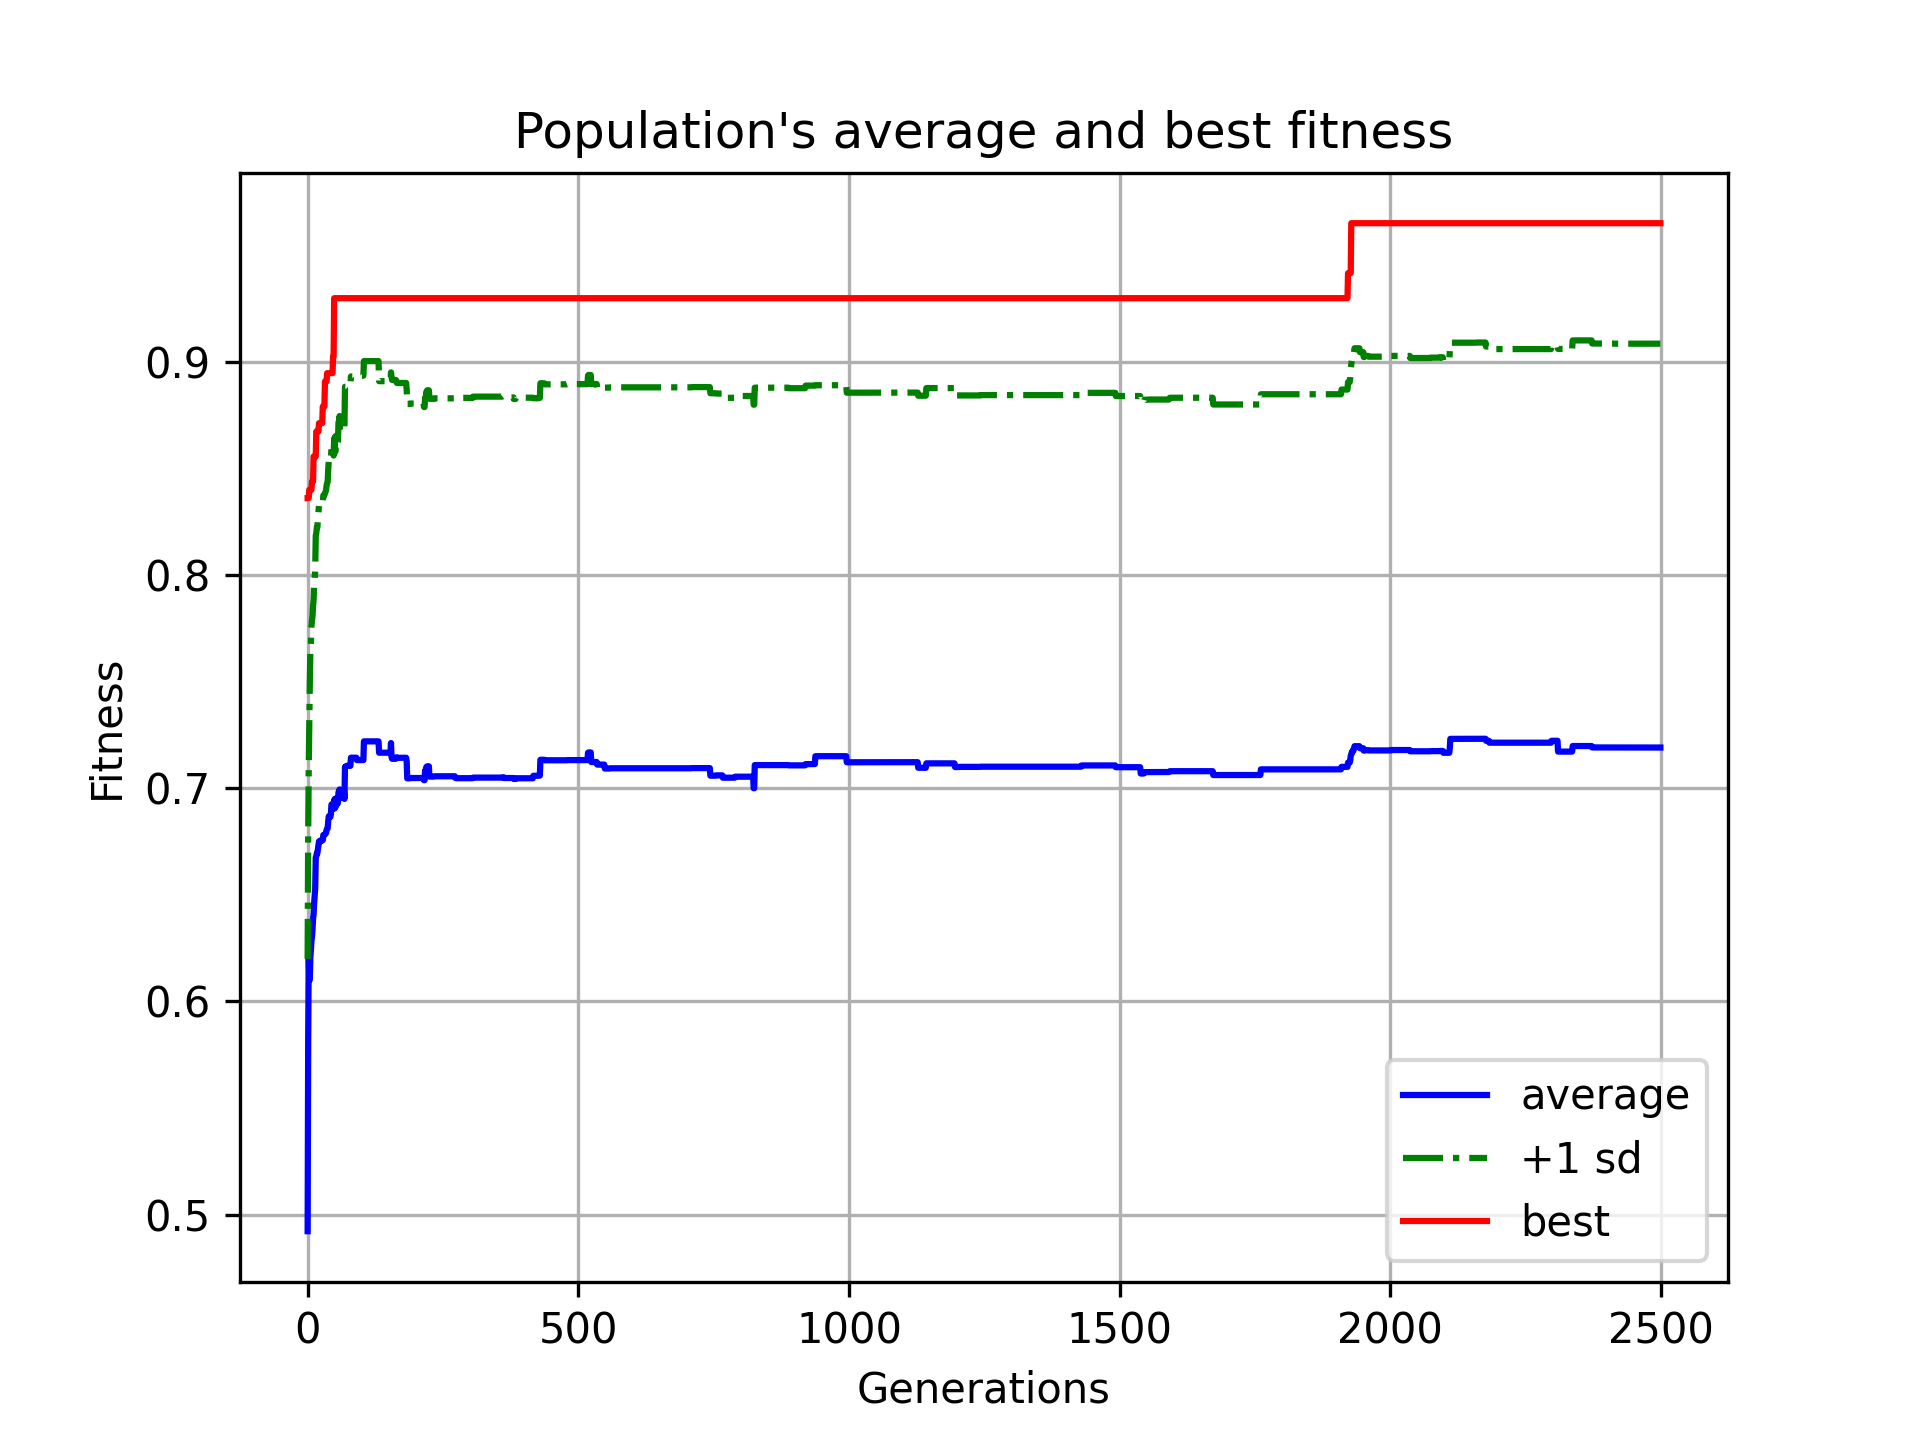 Population's average and best fitness
Fitness
0.9
0.8
0.7
0.6
0.5
0 500 1000 1500 2000 2500
Generations
average
+1 sd
best